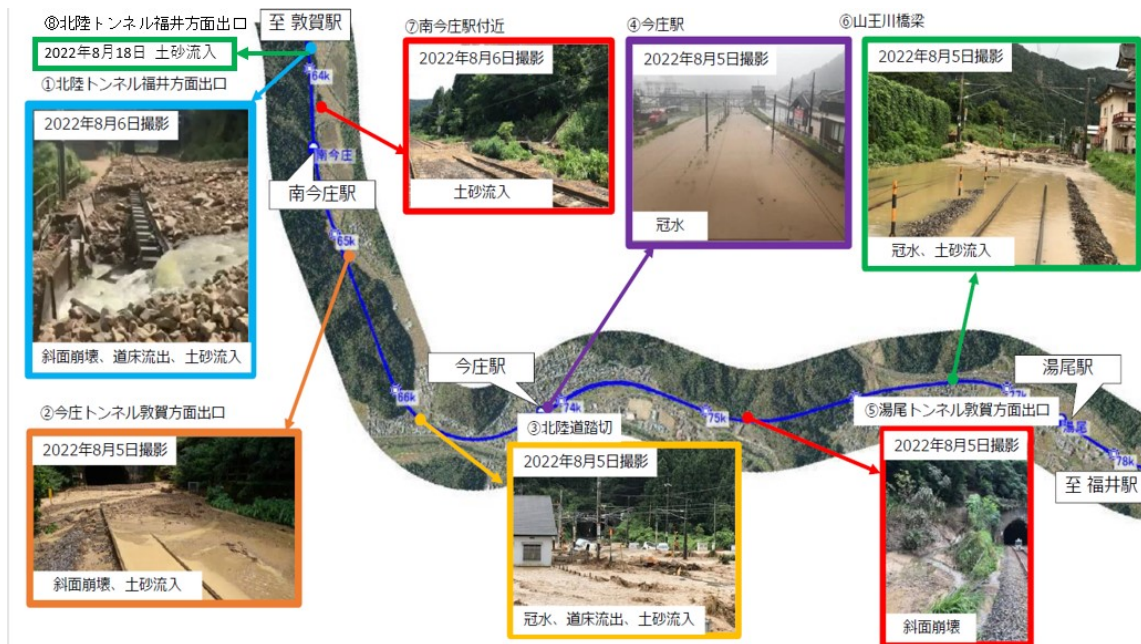 ⑧北陸トンネル福井方面出口
2022年8月18日 土砂流入
至 敦賀駅
①北陸トンネル福井方面出口
2022年8月6日撮影
斜面崩壊、道床流出、土砂流入
⑦南今庄駅付近
2022年8月6日撮影
土砂流入
④今庄駅
2022年8月5日撮影
冠水
⑥山王川橋梁
2022年8月5日撮影
冠水、土砂流入
64k
南今庄
南今庄駅
65k
66k
今庄駅
74k
75k
77k
湯尾駅
湯尾
78k
至 福井駅
②今庄トンネル敦賀方面出口
2022年8月5日撮影
斜面崩壊、土砂流入
③北陸道踏切
2022年8月5日撮影
冠水、道床流出、土砂流入
⑤湯尾トンネル敦賀方面出口
2022年8月5日撮影
斜面崩壊